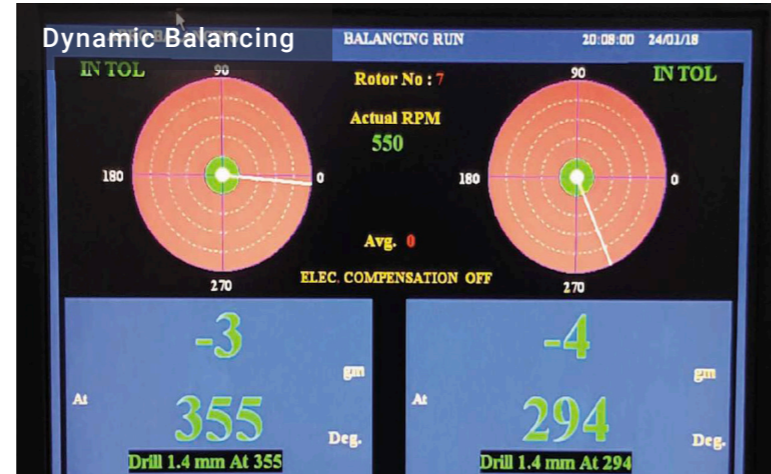 Dynamic Balancing
BALANCING RUN
20:08:00 24/01/18
IN TOL
90
Rotor No : 7
90
IN TOL
Actual RPM
550
180
0
180
0
Avg. 0
270
ELEC. COMPENSATION OFF
270
-3
gm
-4
gm
At
355
Deg.
At
294
Deg.
Drill 1.4 mm At 355
Drill 1.4 mm At 294